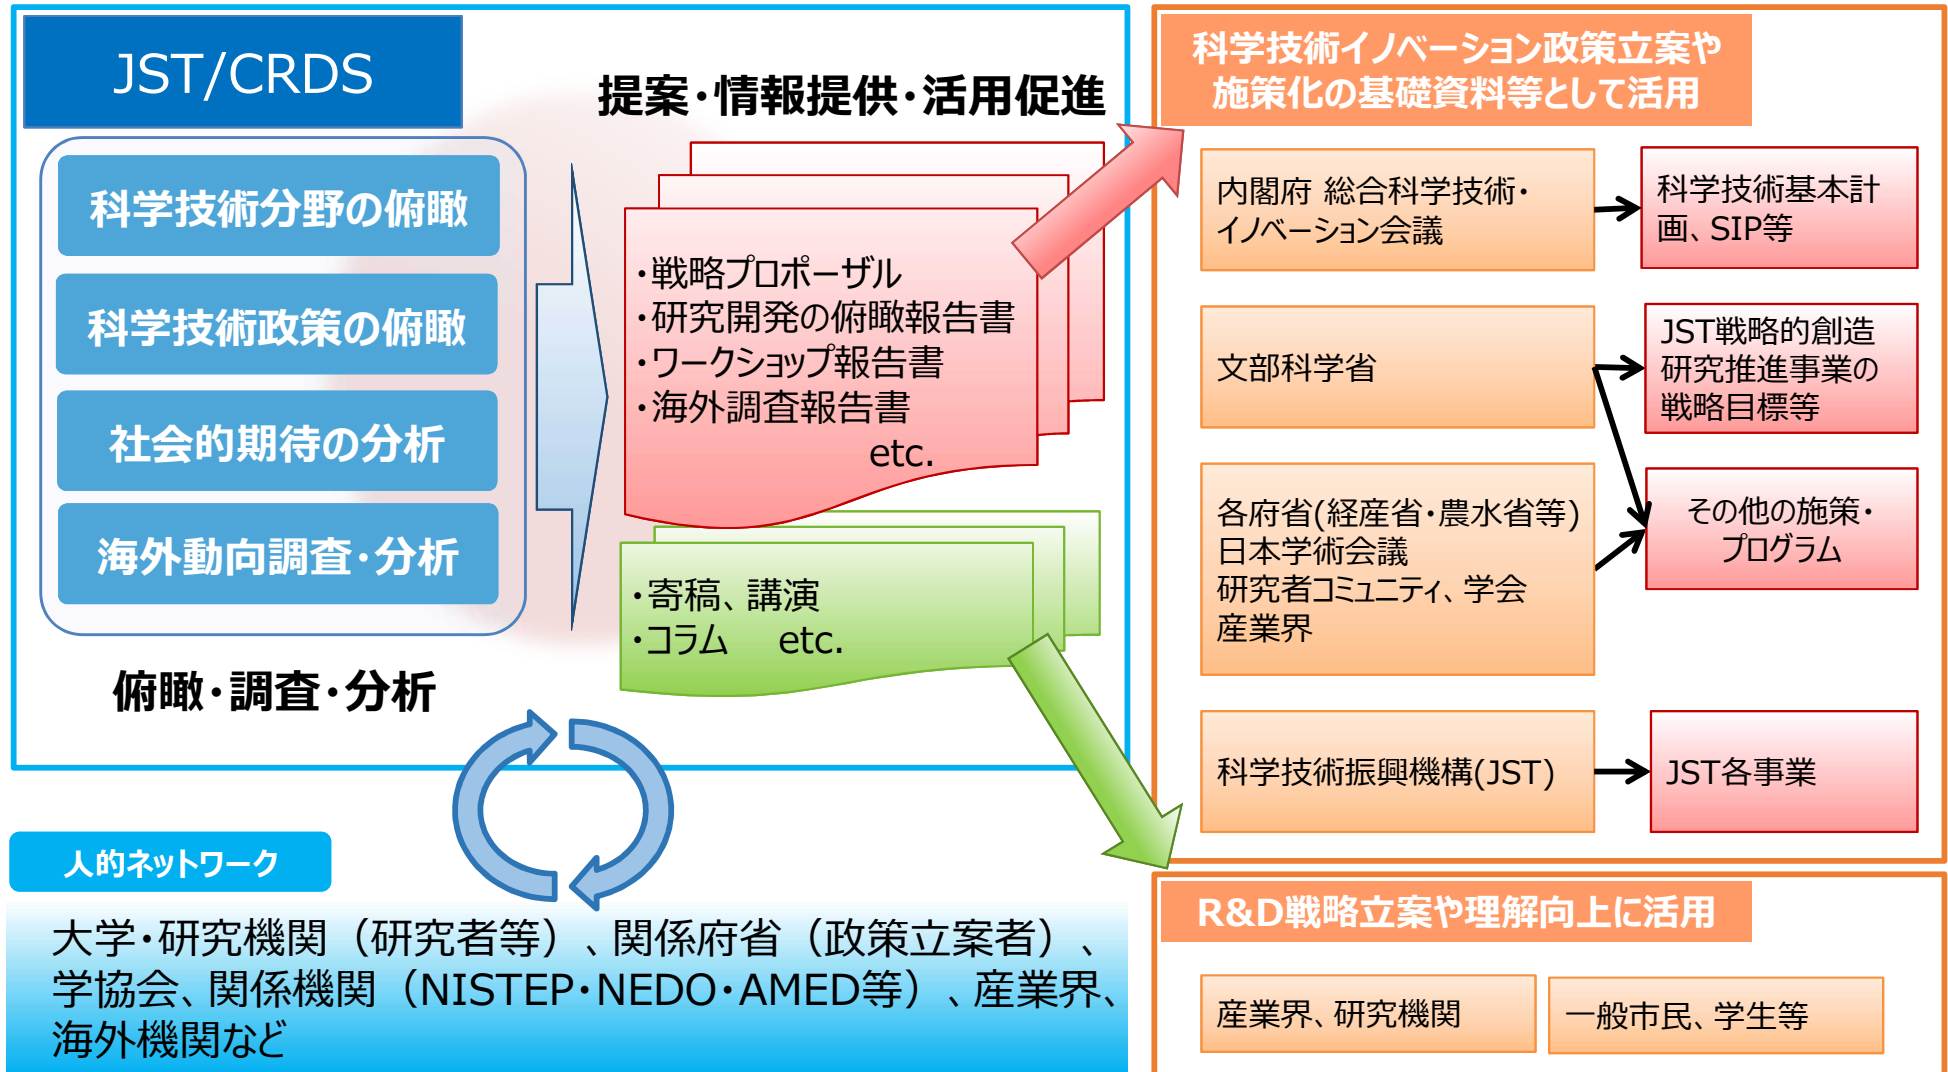 JST/CRDS
科学技術分野の俯瞰
科学技術政策の俯瞰
社会的期待の分析
海外動向調査・分析
俯瞰・調査・分析
提案・情報提供・活用促進
・戦略プロポーザル
・研究開発の俯瞰報告書
・ワークショップ報告書
・海外調査報告書
etc.
・寄稿、講演
・コラム etc.
人的ネットワーク
大学・研究機関（研究者等）、関係府省（政策立案者）、
学協会、関係機関（NISTEP・NEDO・AMED等）、産業界、
海外機関など
科学技術イノベーション政策立案や
施策化の基礎資料等として活用
内閣府 総合科学技術・
イノベーション会議
科学技術基本計
画、SIP等
文部科学省
JST戦略的創造
研究推進事業の
戦略目標等
各府省(経産省・農水省等)
日本学術会議
研究者コミュニティ、学会
産業界
その他の施策・
プログラム
科学技術振興機構(JST)
JST各事業
R&D戦略立案や理解向上に活用
産業界、研究機関
一般市民、学生等